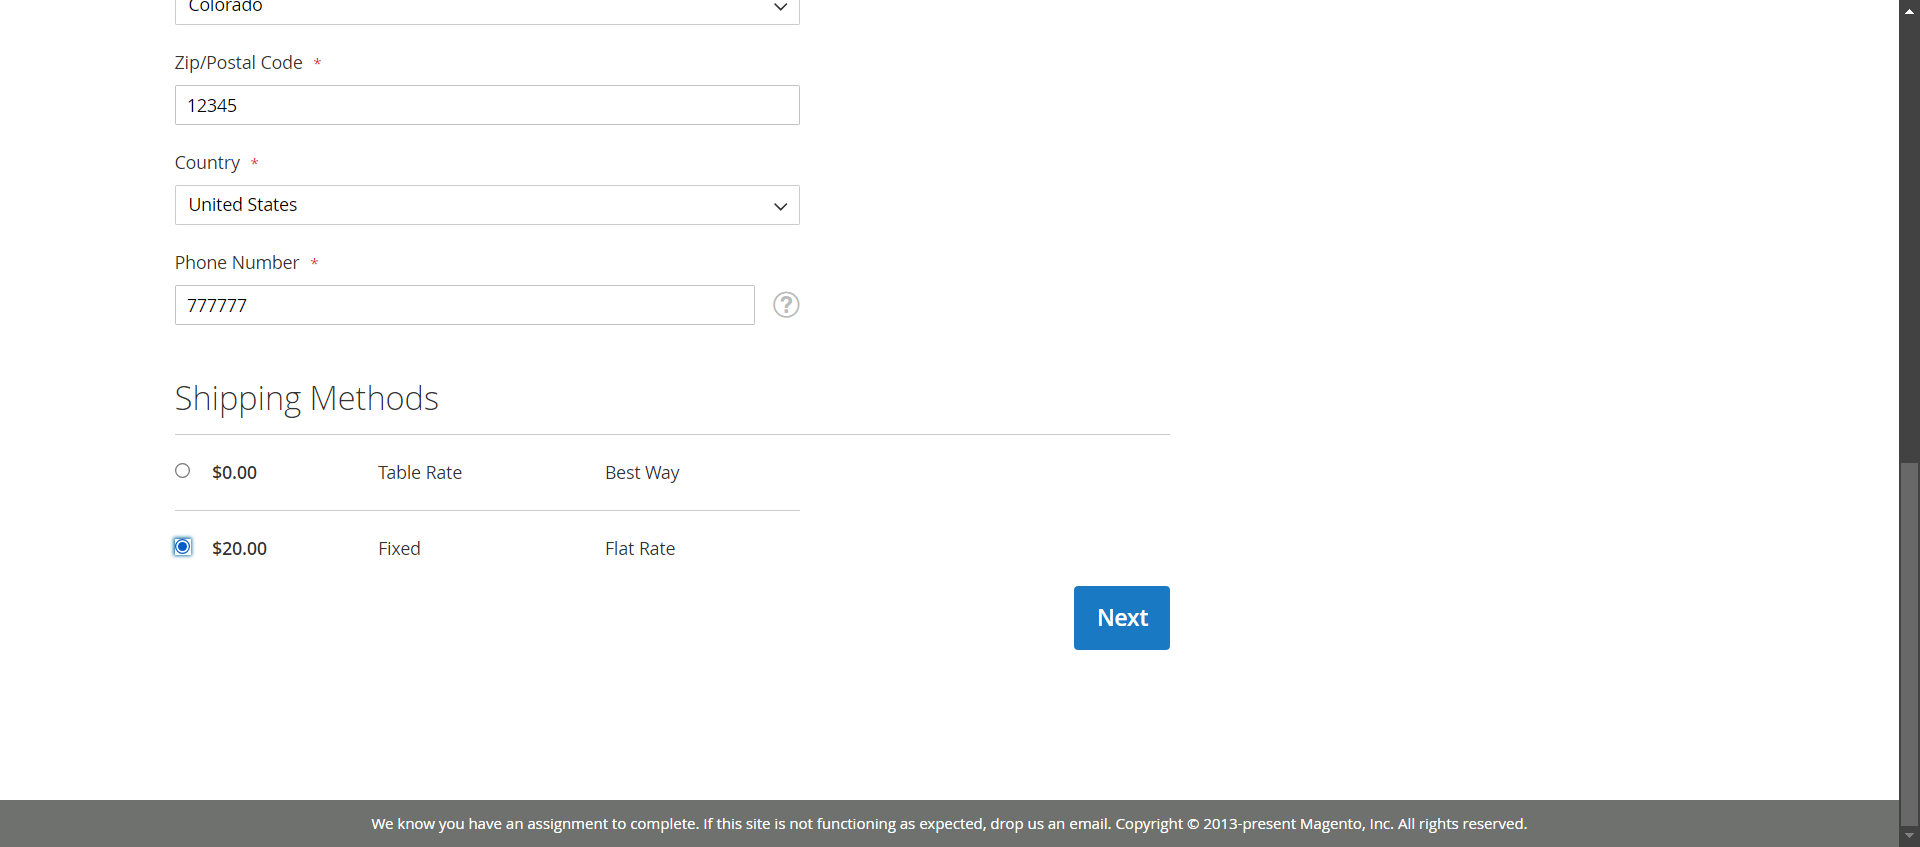 Colorado
Zip/Postal Code *
12345
Country *
United States
Phone Number *
777777
?
Shipping Methods
$0.00 Table Rate Best Way
$20.00 Fixed Flat Rate
Next
We know you have an assignment to complete. If this site is not functioning as expected, drop us an email. Copyright © 2013-present Magento, Inc. All rights reserved.